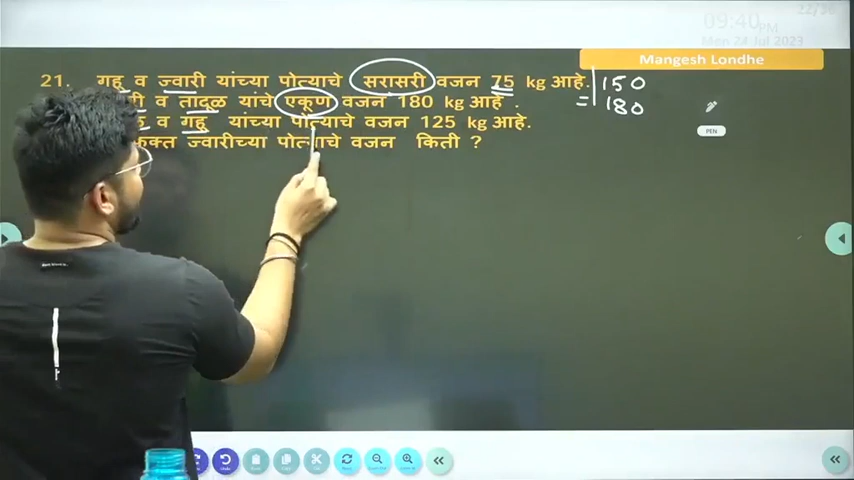 09:40PM
Mon 24 Jul 2023
Mangesh Londhe
21. गहू व ज्वारी यांच्या पोत्याचे सरासरी वजन 75 kg आहे. 150
व तांदूळ यांचे एकूण वजन 180 kg आहे . = 180
व गहू यांच्या पोत्याचे वजन 125 kg आहे.
फक्त ज्वारीच्या पोत्याचे वजन किती ?
PEN